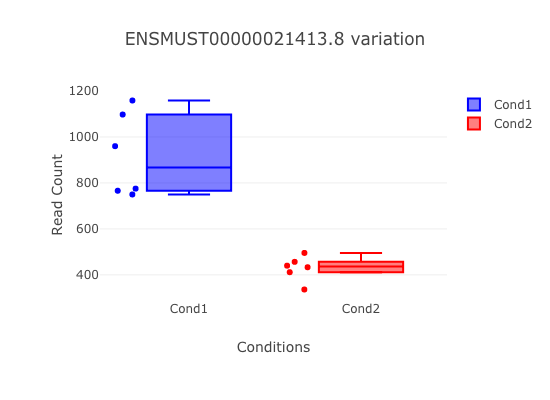 ENSMUST00000021413.8 variation
1200
1000
800
600
400
Read Count
Cond1
Cond2
Conditions
Cond1
Cond2